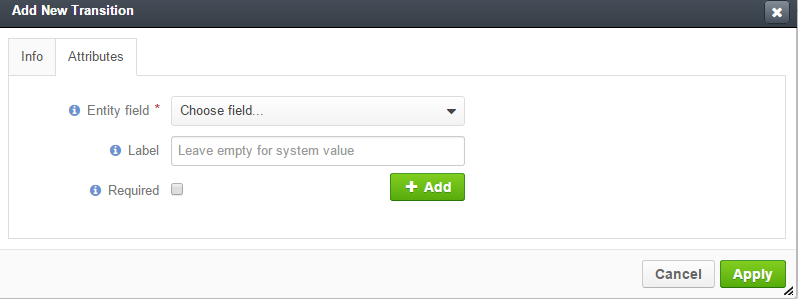 Add New Transition
Info
Attributes
Entity field *
Choose field...
Label
Leave empty for system value
Required
+ Add
Cancel
Apply